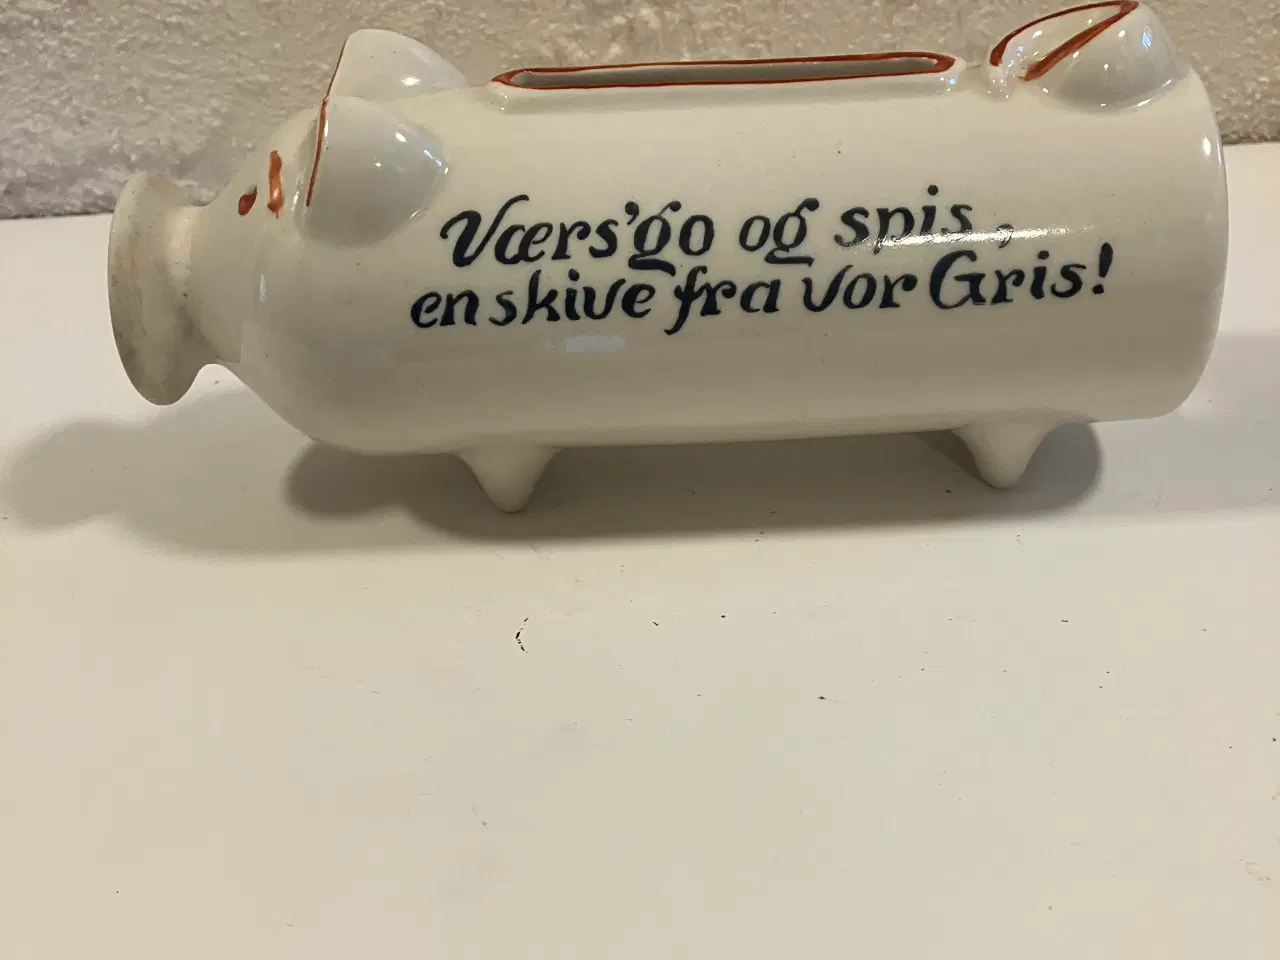 Værs'go og spis,
en skive fra vor Gris!